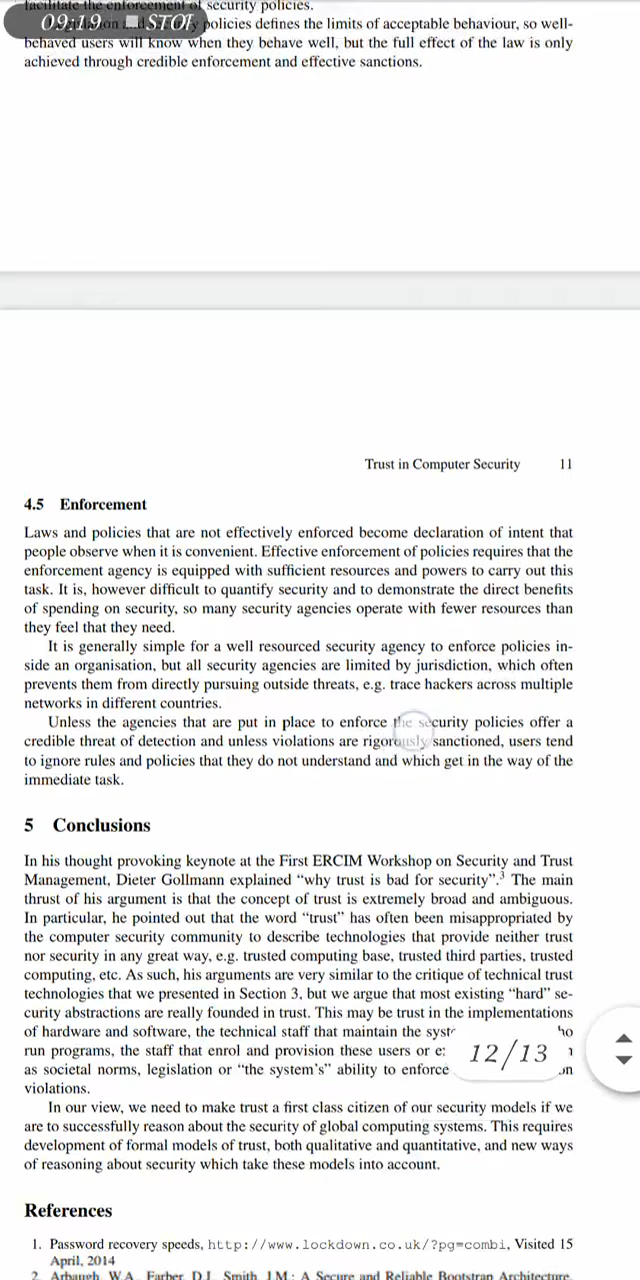 facilitate the enforcement of security policies.
09:19 STOP
policies defines the limits of acceptable behaviour, so well-
behaved users will know when they behave well, but the full effect of the law is only
achieved through credible enforcement and effective sanctions.
Trust in Computer Security 11
4.5 Enforcement
Laws and policies that are not effectively enforced become declaration of intent that
people observe when it is convenient. Effective enforcement of policies requires that the
enforcement agency is equipped with sufficient resources and powers to carry out this
task. It is, however difficult to quantify security and to demonstrate the direct benefits
of spending on security, so many security agencies operate with fewer resources than
they feel that they need.
It is generally simple for a well resourced security agency to enforce policies in-
side an organisation, but all security agencies are limited by jurisdiction, which often
prevents them from directly pursuing outside threats, e.g. trace hackers across multiple
networks in different countries.
Unless the agencies that are put in place to enforce the security policies offer a
credible threat of detection and unless violations are rigorously sanctioned, users tend
to ignore rules and policies that they do not understand and which get in the way of the
immediate task.
5 Conclusions
In his thought provoking keynote at the First ERCIM Workshop on Security and Trust
Management, Dieter Gollmann explained “why trust is bad for security”.3 The main
thrust of his argument is that the concept of trust is extremely broad and ambiguous.
In particular, he pointed out that the word “trust” has often been misappropriated by
the computer security community to describe technologies that provide neither trust
nor security in any great way, e.g. trusted computing base, trusted third parties, trusted
computing, etc. As such, his arguments are very similar to the critique of technical trust
technologies that we presented in Section 3, but we argue that most existing “hard” se-
curity abstractions are really founded in trust. This may be trust in the implementations
of hardware and software, the technical staff that maintain the
run programs, the staff that enrol and provision these users or
12/13
as societal norms, legislation or “the system’s” ability to enforce
violations.
In our view, we need to make trust a first class citizen of our security models if we
are to successfully reason about the security of global computing systems. This requires
development of formal models of trust, both qualitative and quantitative, and new ways
of reasoning about security which take these models into account.
References
1. Password recovery speeds, http://www.lockdown.co.uk/?pg=combi, Visited 15
April, 2014
2. Arbaugh, W.A., Farber, D.J., Smith, J.M.: A Secure and Reliable Bootstrap Architecture.